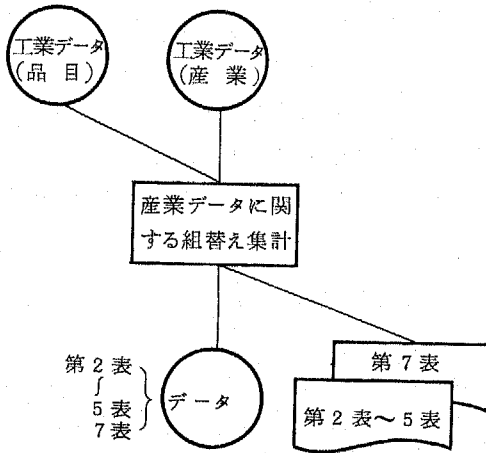 工業データ
(品 目)
工業データ
(産 業)
産業データに関
する組替え集計
第2表
∫
5表
7表
データ
第7表
第2表～5表